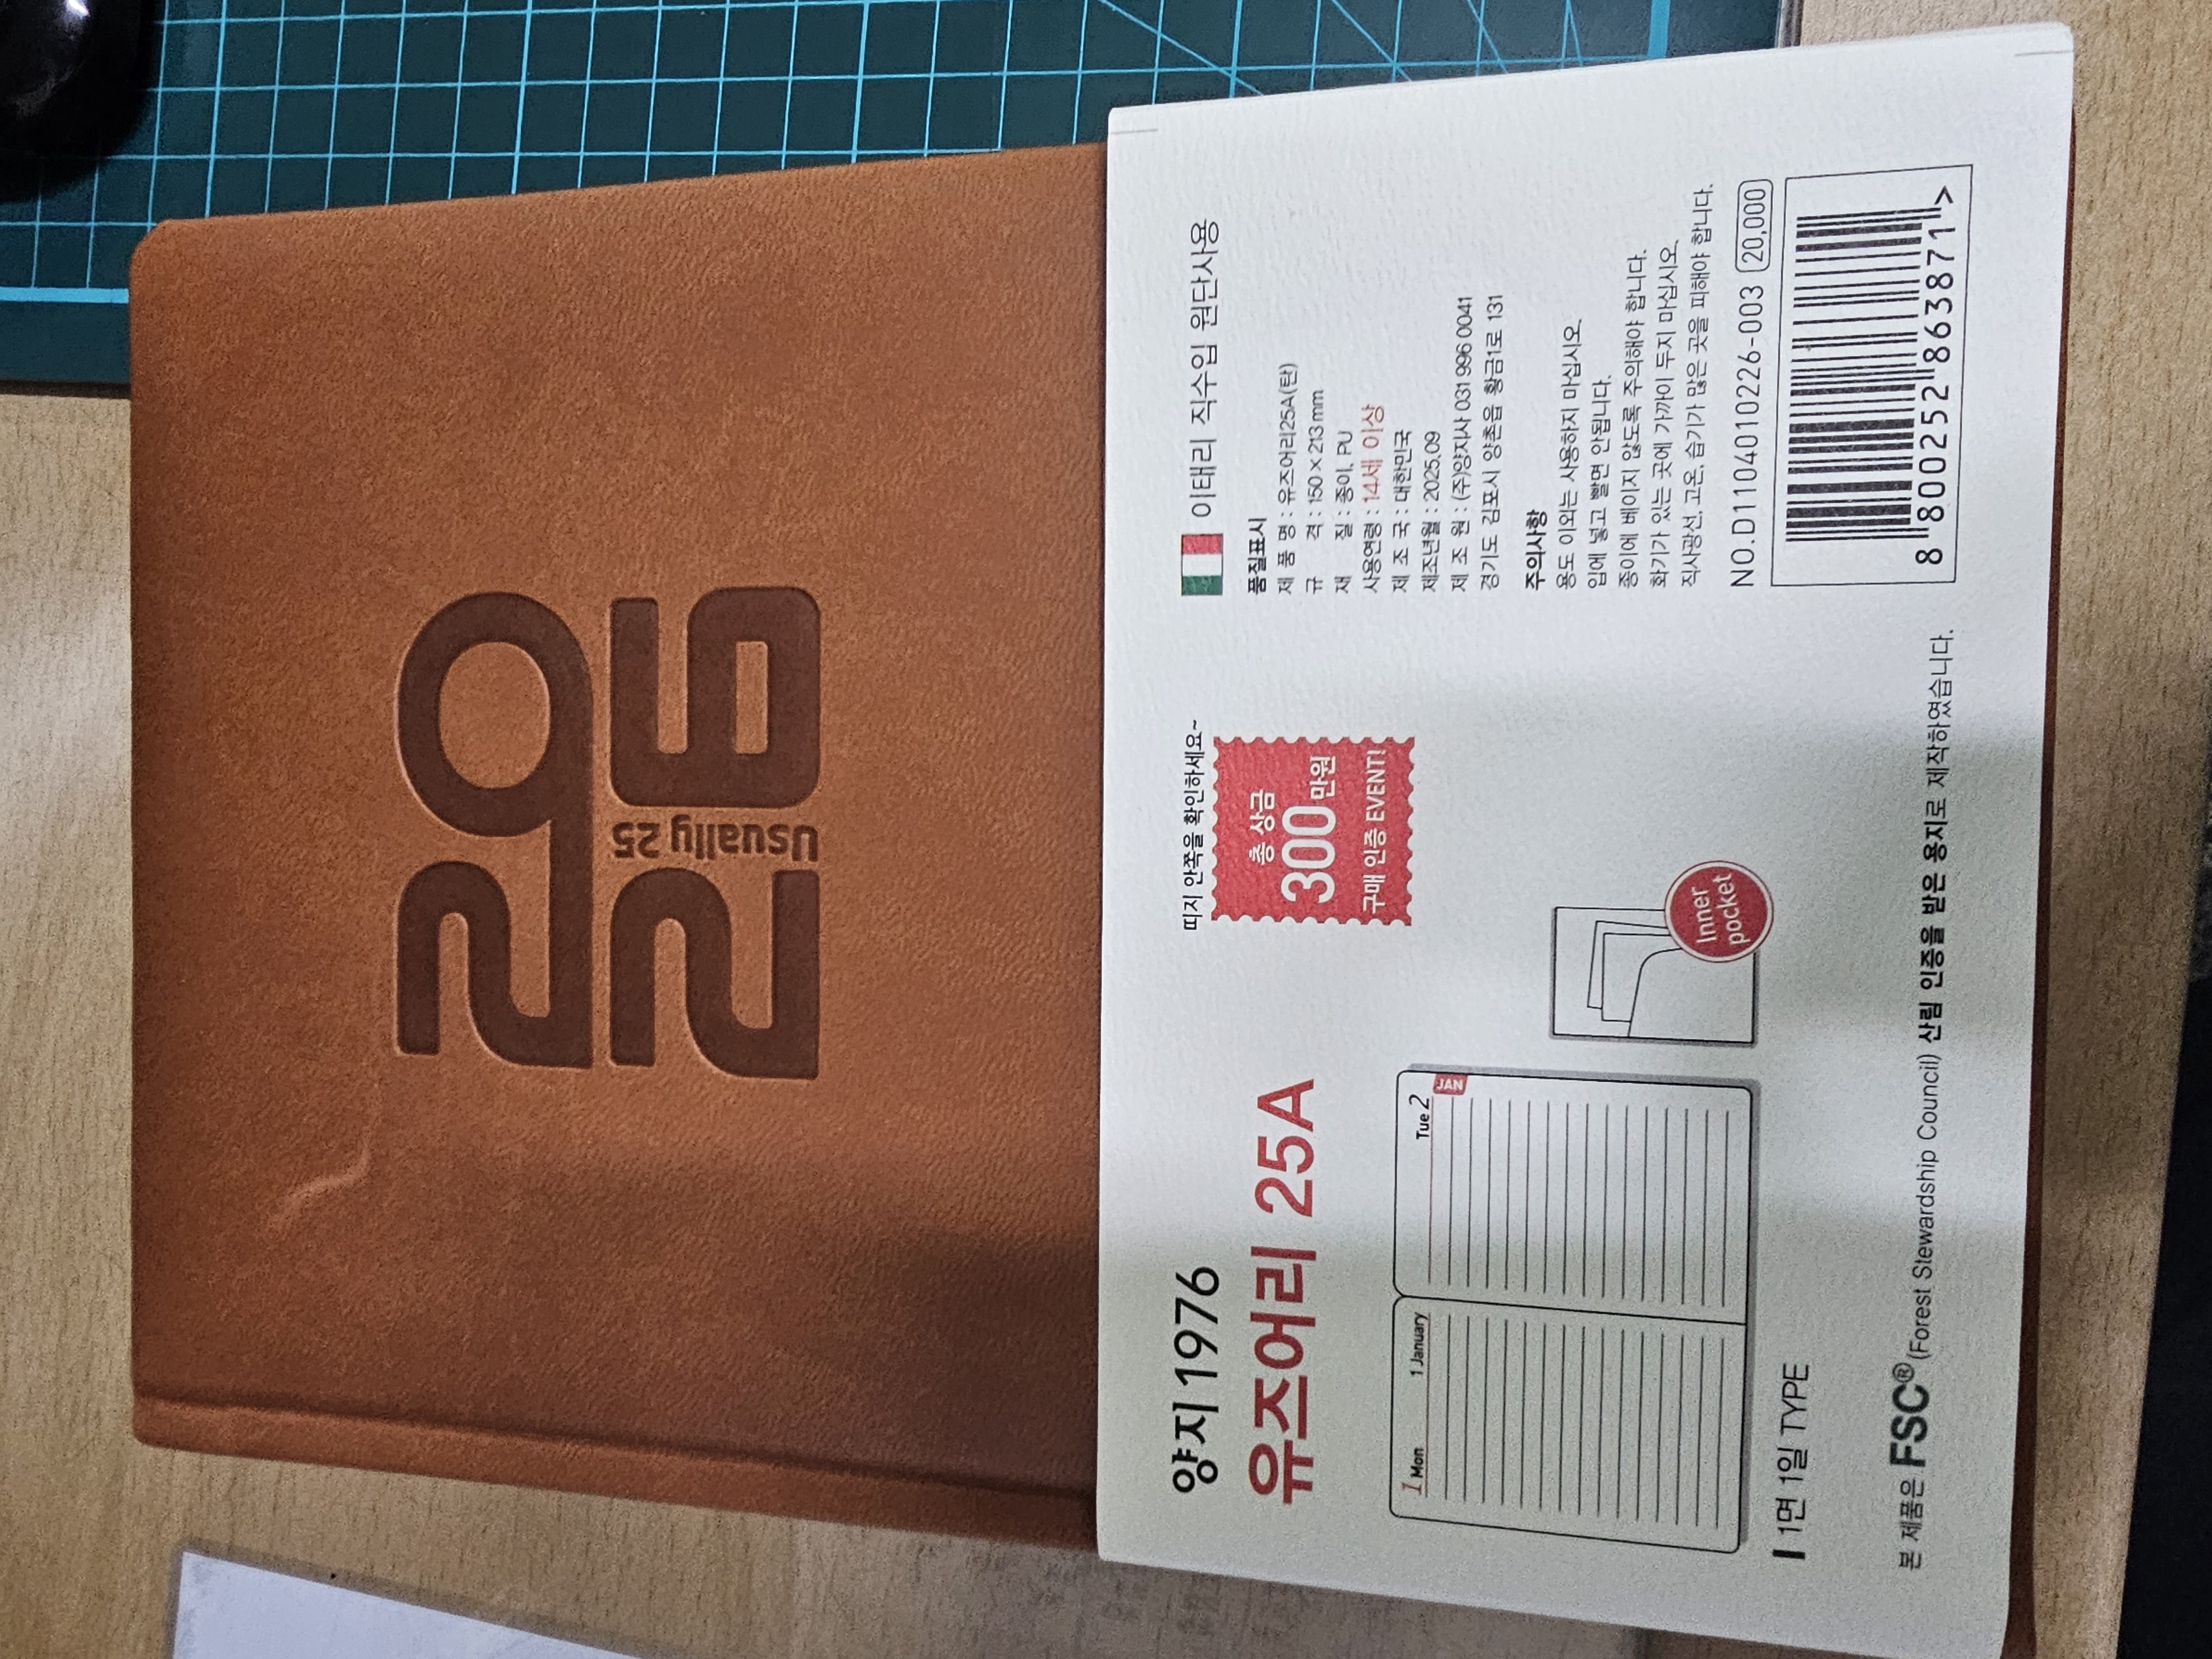 20
26
Usually 25
양지 1976
유즈어리 25A
띠지 안쪽을 확인하세요~
총 상금
300만원
구매 인증 EVENT!
1 Mon 1 January
Tue 2
JAN
Inner
pocket
1면 1일 TYPE
본 제품은 FSC®(Forest Stewardship Council) 산림 인증을 받은 용지로 제작하였습니다.
이태리 직수입 원단사용
품질표시
제 품 명 : 유즈어리25A(탄)
규 격 : 150 × 213 mm
재 질 : 종이, PU
사용연령 : 14세 이상
제 조 국 : 대한민국
제조년월 : 2025.09
제 조 원 : (주)양지사 031 996 0041
경기도 김포시 양촌읍 황금1로 131
주의사항
용도 이외는 사용하지 마십시오.
입에 넣고 빨면 안됩니다.
종이에 베이지 않도록 주의해야 합니다.
화기가 있는 곳에 가까이 두지 마십시오.
직사광선, 고온, 습기가 많은 곳을 피해야 합니다.
NO.D1104010226-003 20,000
8 800252 863871 >